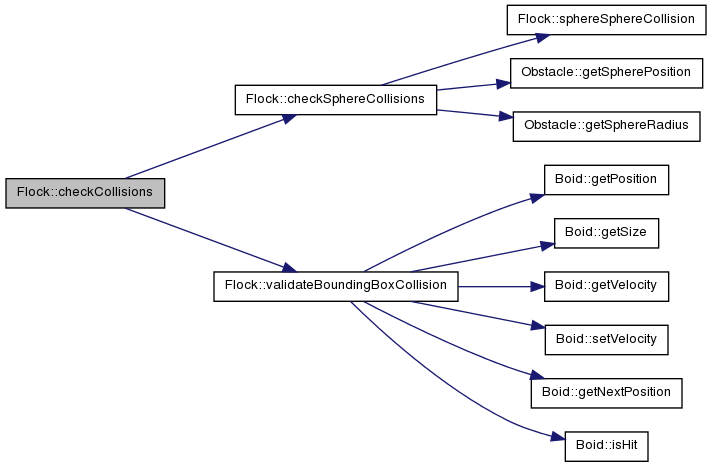 Flock::sphereSphereCollision
Obstacle::getSpherePosition
Flock::checkSphereCollisions
Obstacle::getSphereRadius
Flock::checkCollisions
Boid::getPosition
Boid::getSize
Flock::validateBoundingBoxCollision
Boid::getVelocity
Boid::setVelocity
Boid::getNextPosition
Boid::isHit